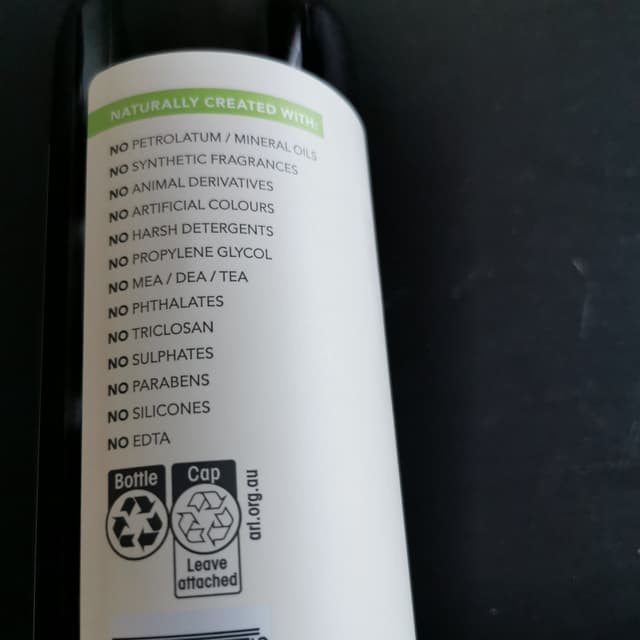 NATURALLY CREATED WITH:
NO PETROLATUM / MINERAL OILS
NO SYNTHETIC FRAGRANCES
NO ANIMAL DERIVATIVES
NO ARTIFICIAL COLOURS
NO HARSH DETERGENTS
NO PROPYLENE GLYCOL
NO MEA / DEA / TEA
NO PHTHALATES
NO TRICLOSAN
NO SULPHATES
NO PARABENS
NO SILICONES
NO EDTA
Bottle
Cap
Leave
attached
arl.org.au